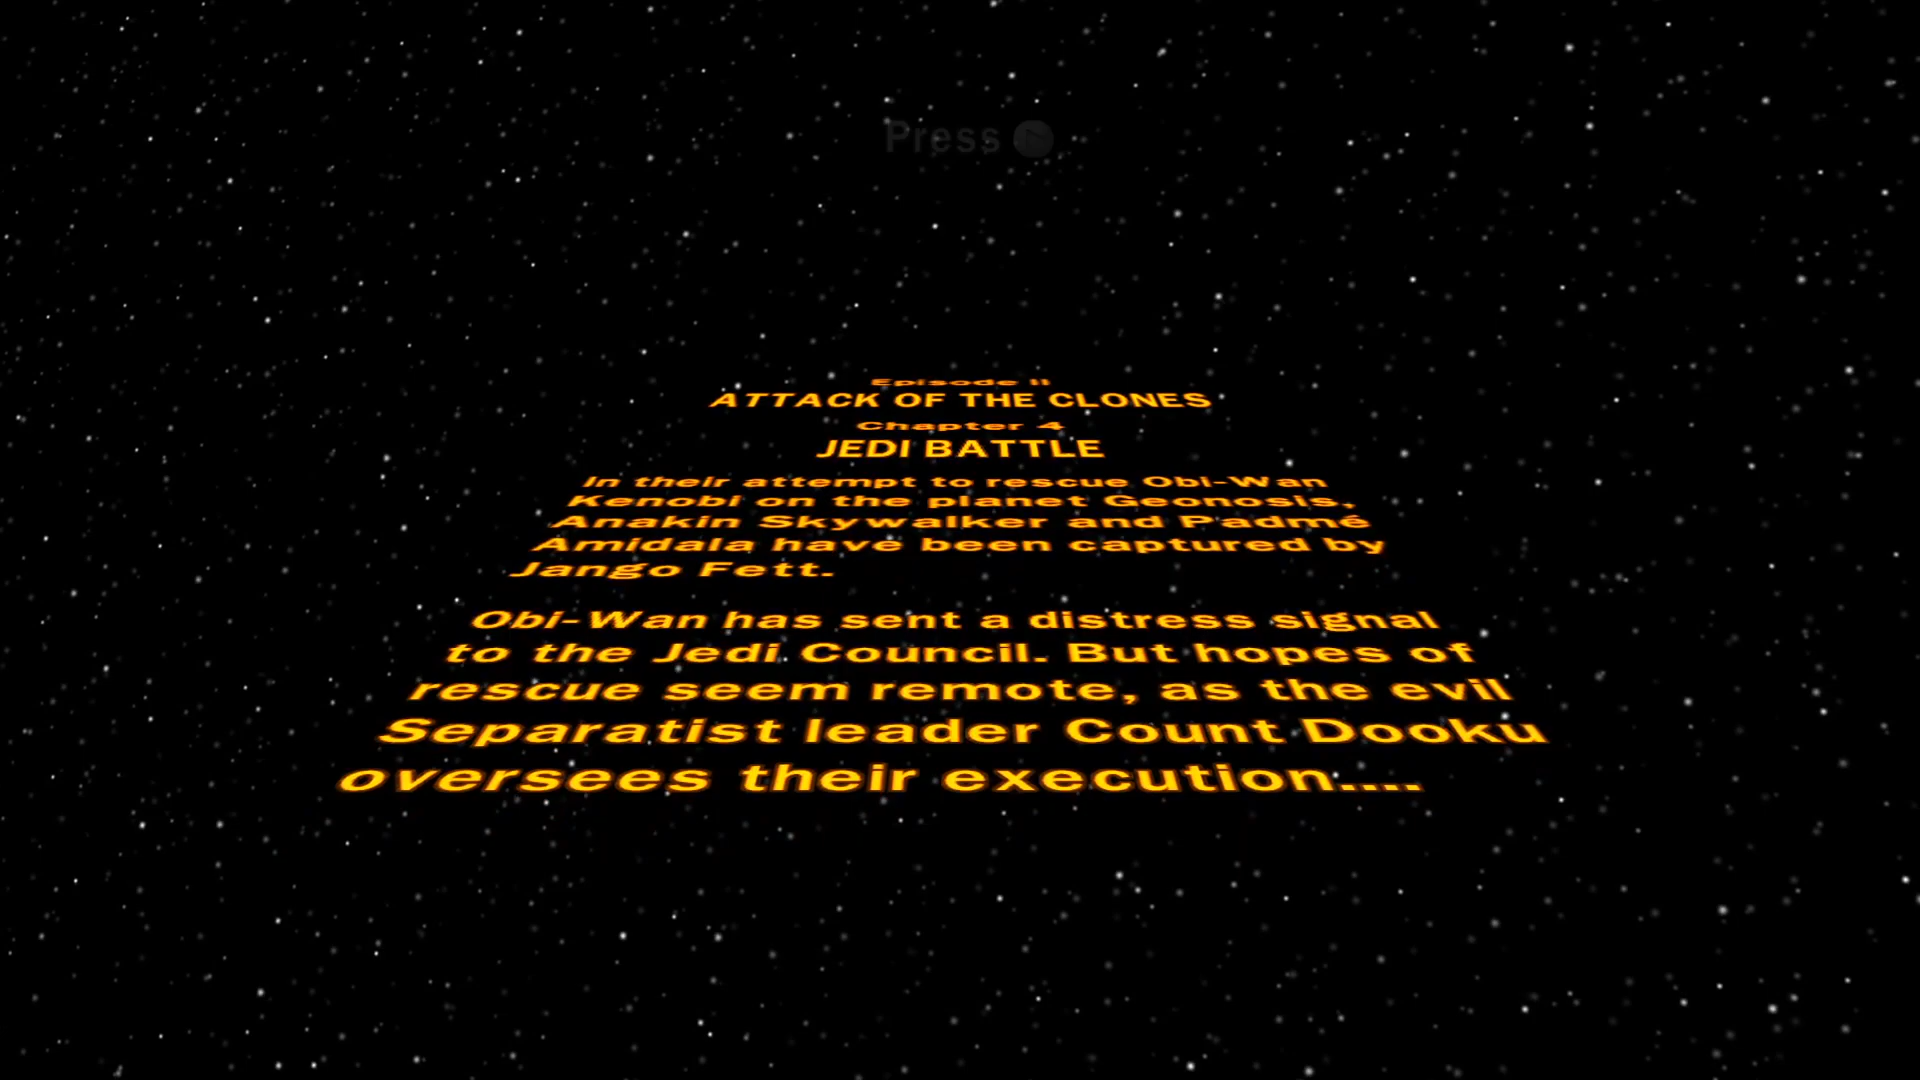 Press
Episode II
ATTACK OF THE CLONES
Chapter 4
JEDI BATTLE
In their attempt to rescue Obi-Wan
Kenobi on the planet Geonosis,
Anakin Skywalker and Padmé
Amidala have been captured by
Jango Fett.
Obi-Wan has sent a distress signal
to the Jedi Council. But hopes of
rescue seem remote, as the evil
Separatist leader Count Dooku
oversees their execution....